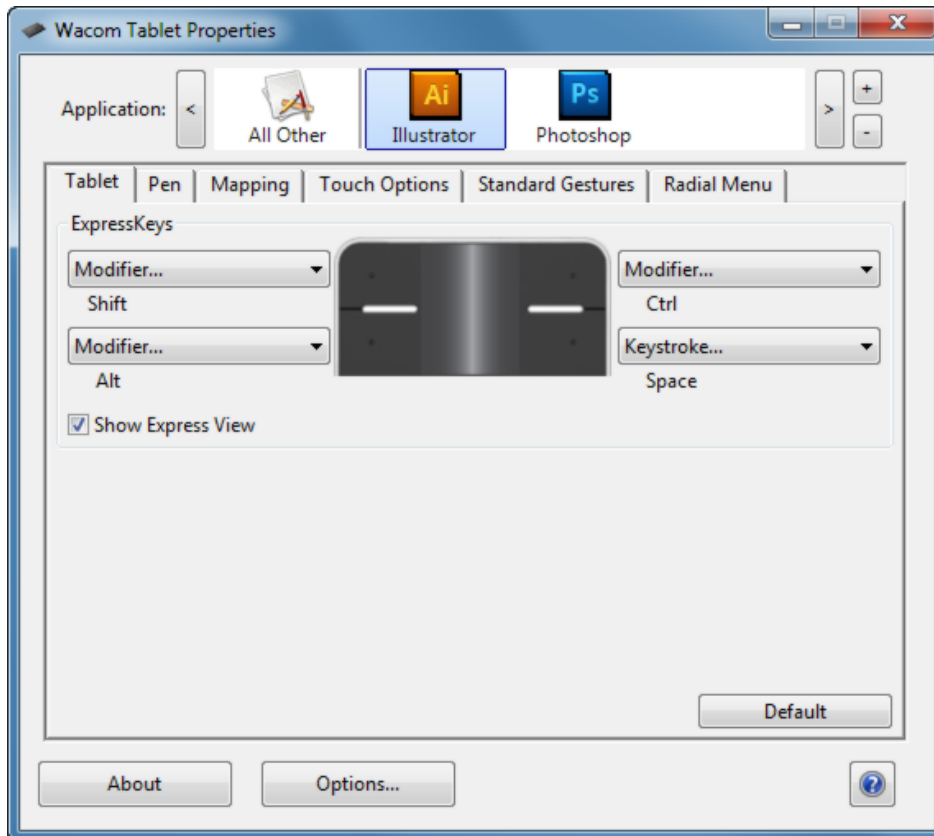 Wacom Tablet Properties
Application: < > + -
Ai Ps
All Other Illustrator Photoshop
Tablet Pen Mapping Touch Options Standard Gestures Radial Menu
ExpressKeys
Modifier... Modifier...
Shift Ctrl
Modifier... Keystroke...
Alt Space
Show Express View
Default
About Options... ?